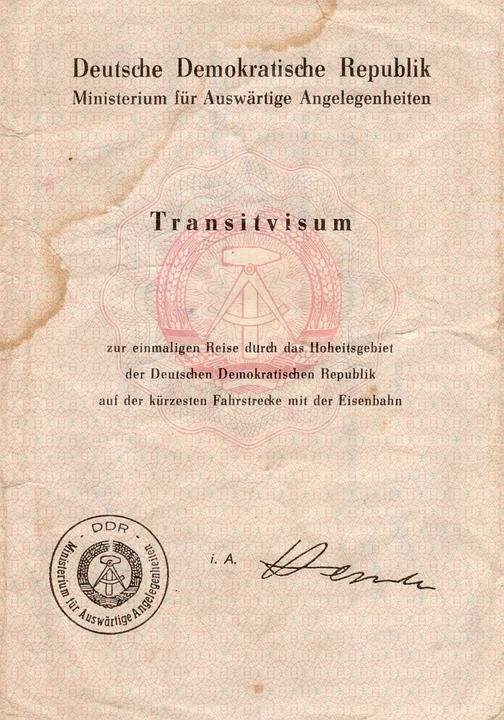 Deutsche Demokratische Republik
Ministerium für Auswärtige Angelegenheiten
Transitvisum
zur einmaligen Reise durch das Hoheitsgebiet
der Deutschen Demokratischen Republik
auf der kürzesten Fahrstrecke mit der Eisenbahn
- DDR -
Ministerium für Auswärtige Angelegenheiten
i. A.